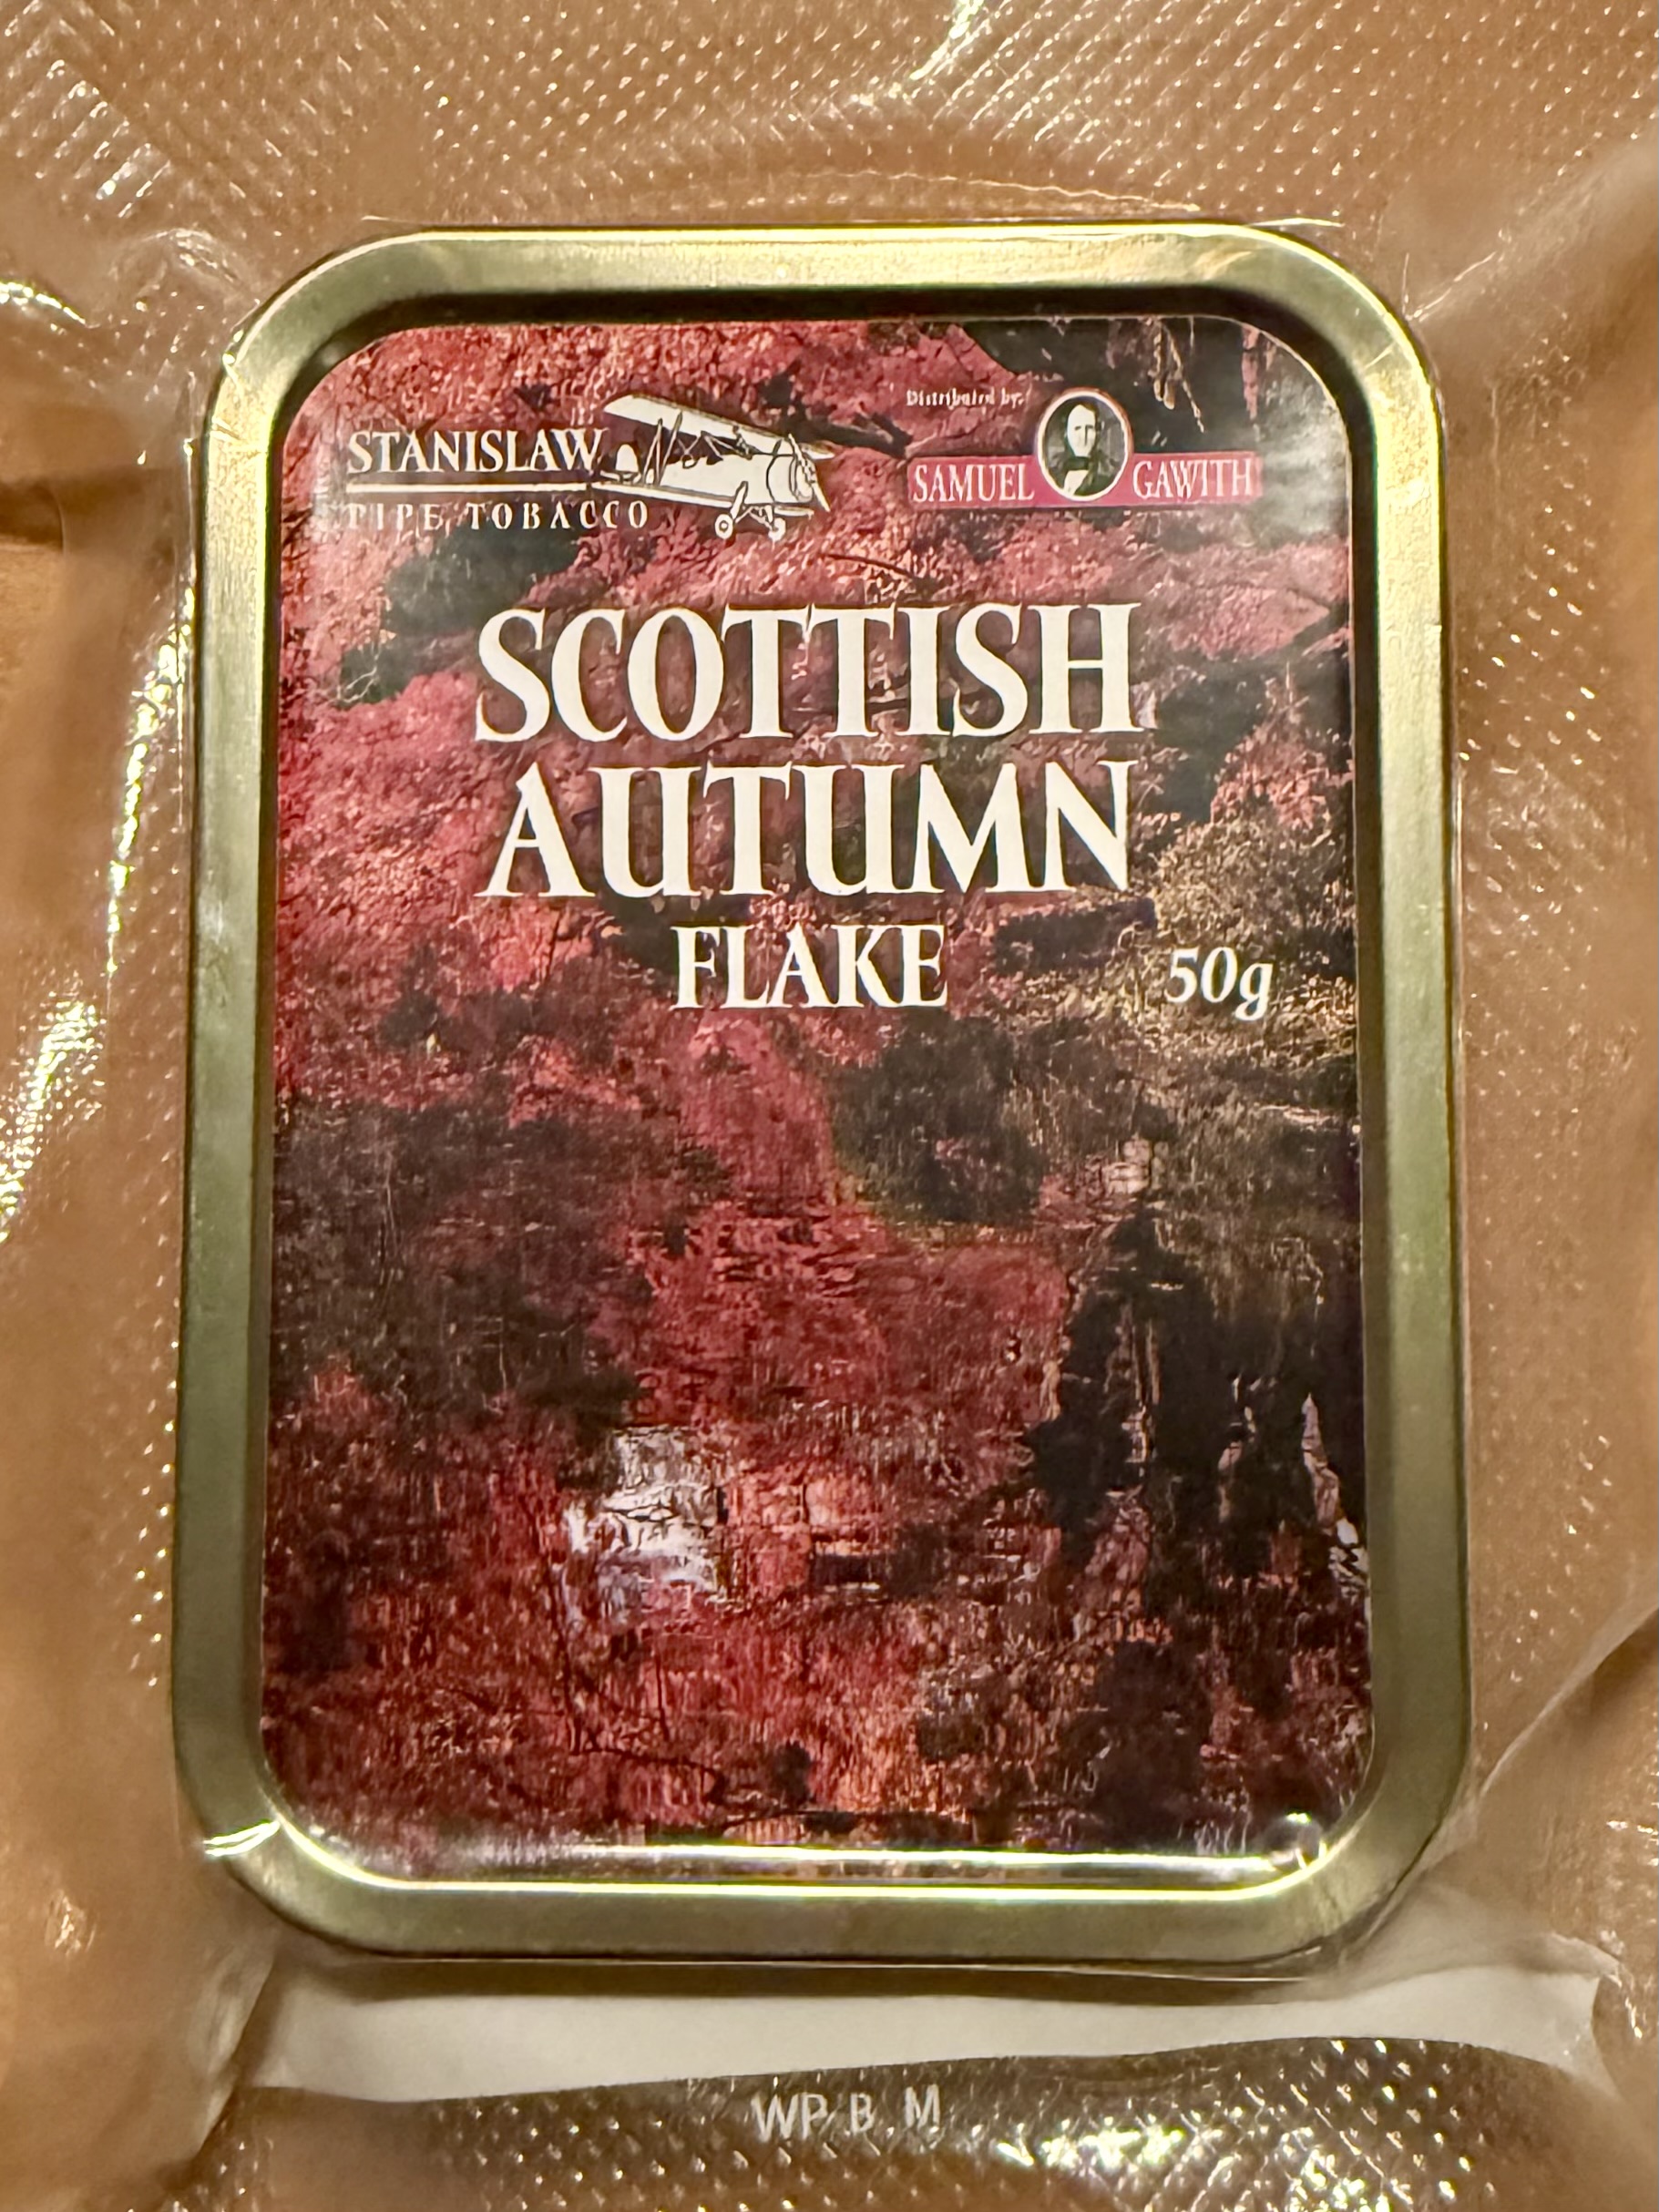 STANISLAW
PIPE TOBACCO
Distributed by:
SAMUEL GAWITH
SCOTTISH
AUTUMN
FLAKE
50g
WP B M